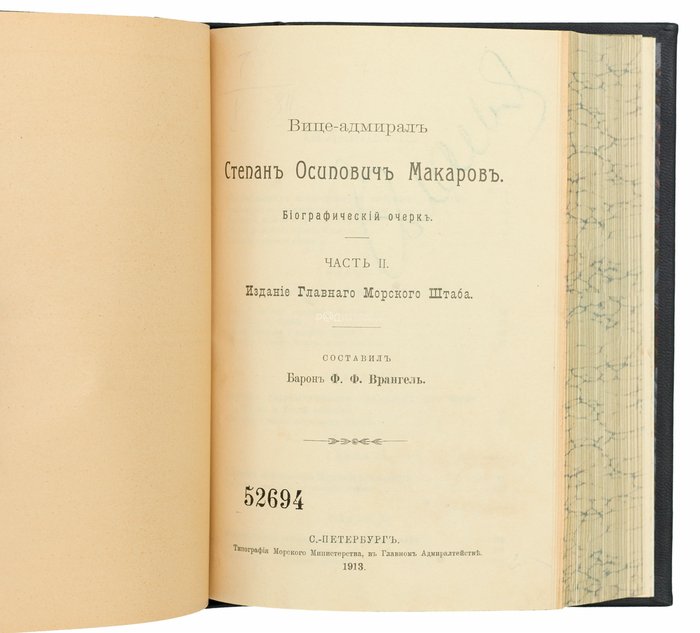 Вице-адмиралъ
Степанъ Осиповичъ Макаровъ.
Біографическій очеркъ.
ЧАСТЬ II.
Изданіе Главнаго Морского Штаба.
СОСТАВИЛЪ
Баронъ Ф. Ф. Врангель.
52694
С.-ПЕТЕРБУРГЪ.
Типографія Морского Министерства, въ Главномъ Адмиралтействѣ.
1913.